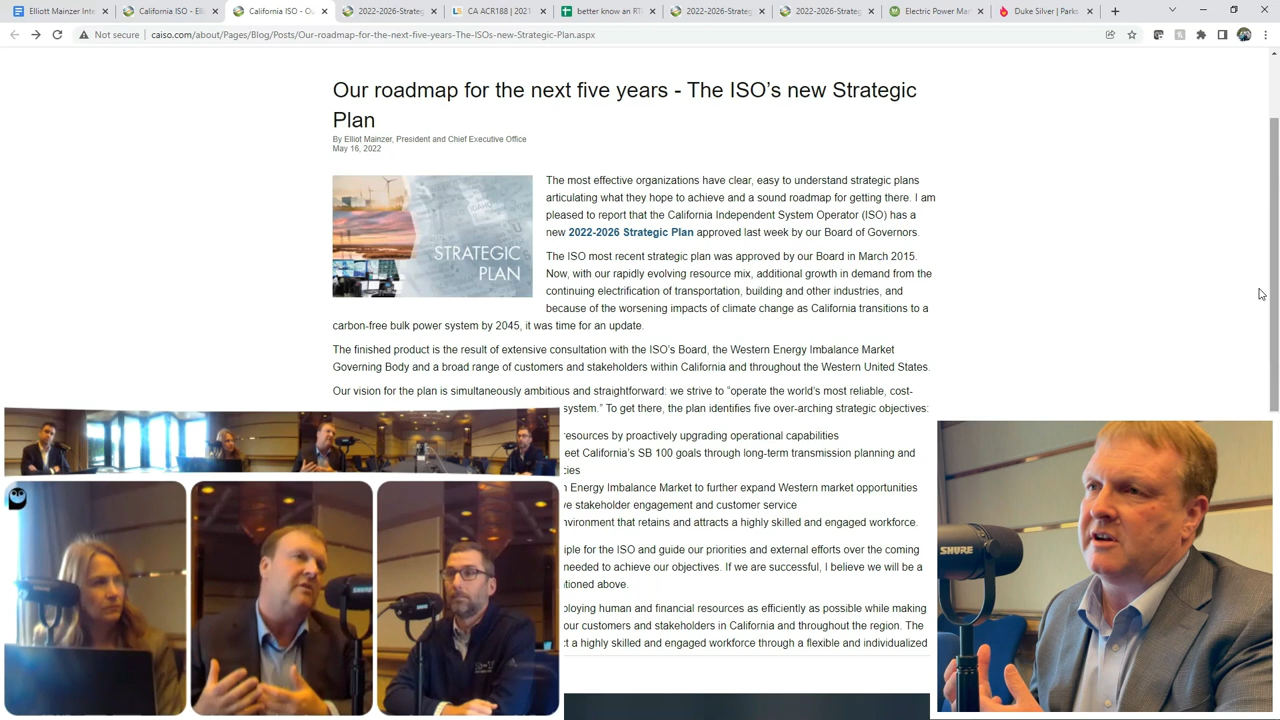 Elliott Mainzer Int
California ISO - Elli
California ISO - Ou
2022-2026-Strateg
CA ACR188 | 2021
better know an RT
2022-2026-Strateg
2022-2026-Strateg
Electric Power Ma
Duke Silver | Parks
Not secure
caiso.com/about/Pages/Blog/Posts/Our-roadmap-for-the-next-five-years-The-ISOs-new-Strategic-Plan.aspx
Our roadmap for the next five years - The ISO’s new Strategic
Plan
By Elliot Mainzer, President and Chief Executive Office
May 16, 2022
STRATEGIC
PLAN
The most effective organizations have clear, easy to understand strategic plans
articulating what they hope to achieve and a sound roadmap for getting there. I am
pleased to report that the California Independent System Operator (ISO) has a
new 2022-2026 Strategic Plan approved last week by our Board of Governors.
The ISO most recent strategic plan was approved by our Board in March 2015.
Now, with our rapidly evolving resource mix, additional growth in demand from the
continuing electrification of transportation, building and other industries, and
because of the worsening impacts of climate change as California transitions to a
carbon-free bulk power system by 2045, it was time for an update.
The finished product is the result of extensive consultation with the ISO’s Board, the Western Energy Imbalance Market
Governing Body and a broad range of customers and stakeholders within California and throughout the Western United States.
Our vision for the plan is simultaneously ambitious and straightforward: we strive to “operate the world’s most reliable, cost-
system.” To get there, the plan identifies five over-arching strategic objectives:
resources by proactively upgrading operational capabilities
eet California’s SB 100 goals through long-term transmission planning and
cies
n Energy Imbalance Market to further expand Western market opportunities
ve stakeholder engagement and customer service
nvironment that retains and attracts a highly skilled and engaged workforce.
iple for the ISO and guide our priorities and external efforts over the coming
needed to achieve our objectives. If we are successful, I believe we will be a
tioned above.
ploying human and financial resources as efficiently as possible while making
our customers and stakeholders in California and throughout the region. The
ct a highly skilled and engaged workforce through a flexible and individualized
SHURE